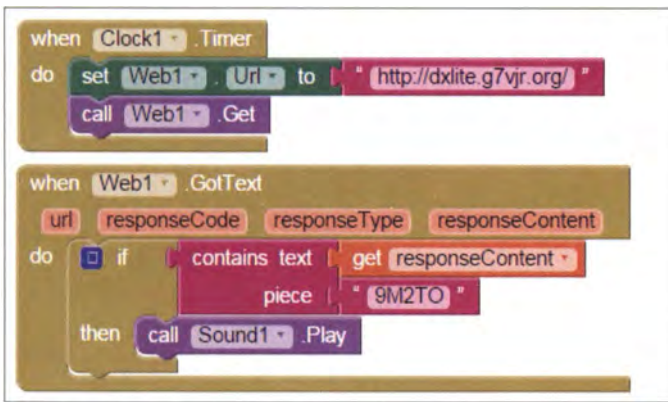 when Clock1 .Timer
do set Web1 . Url to " http://dxlite.g7vjr.org/ "
call Web1 .Get
when Web1 .GotText
url responseCode responseType responseContent
do if contains text get responseContent
piece " 9M2TO "
then call Sound1 .Play